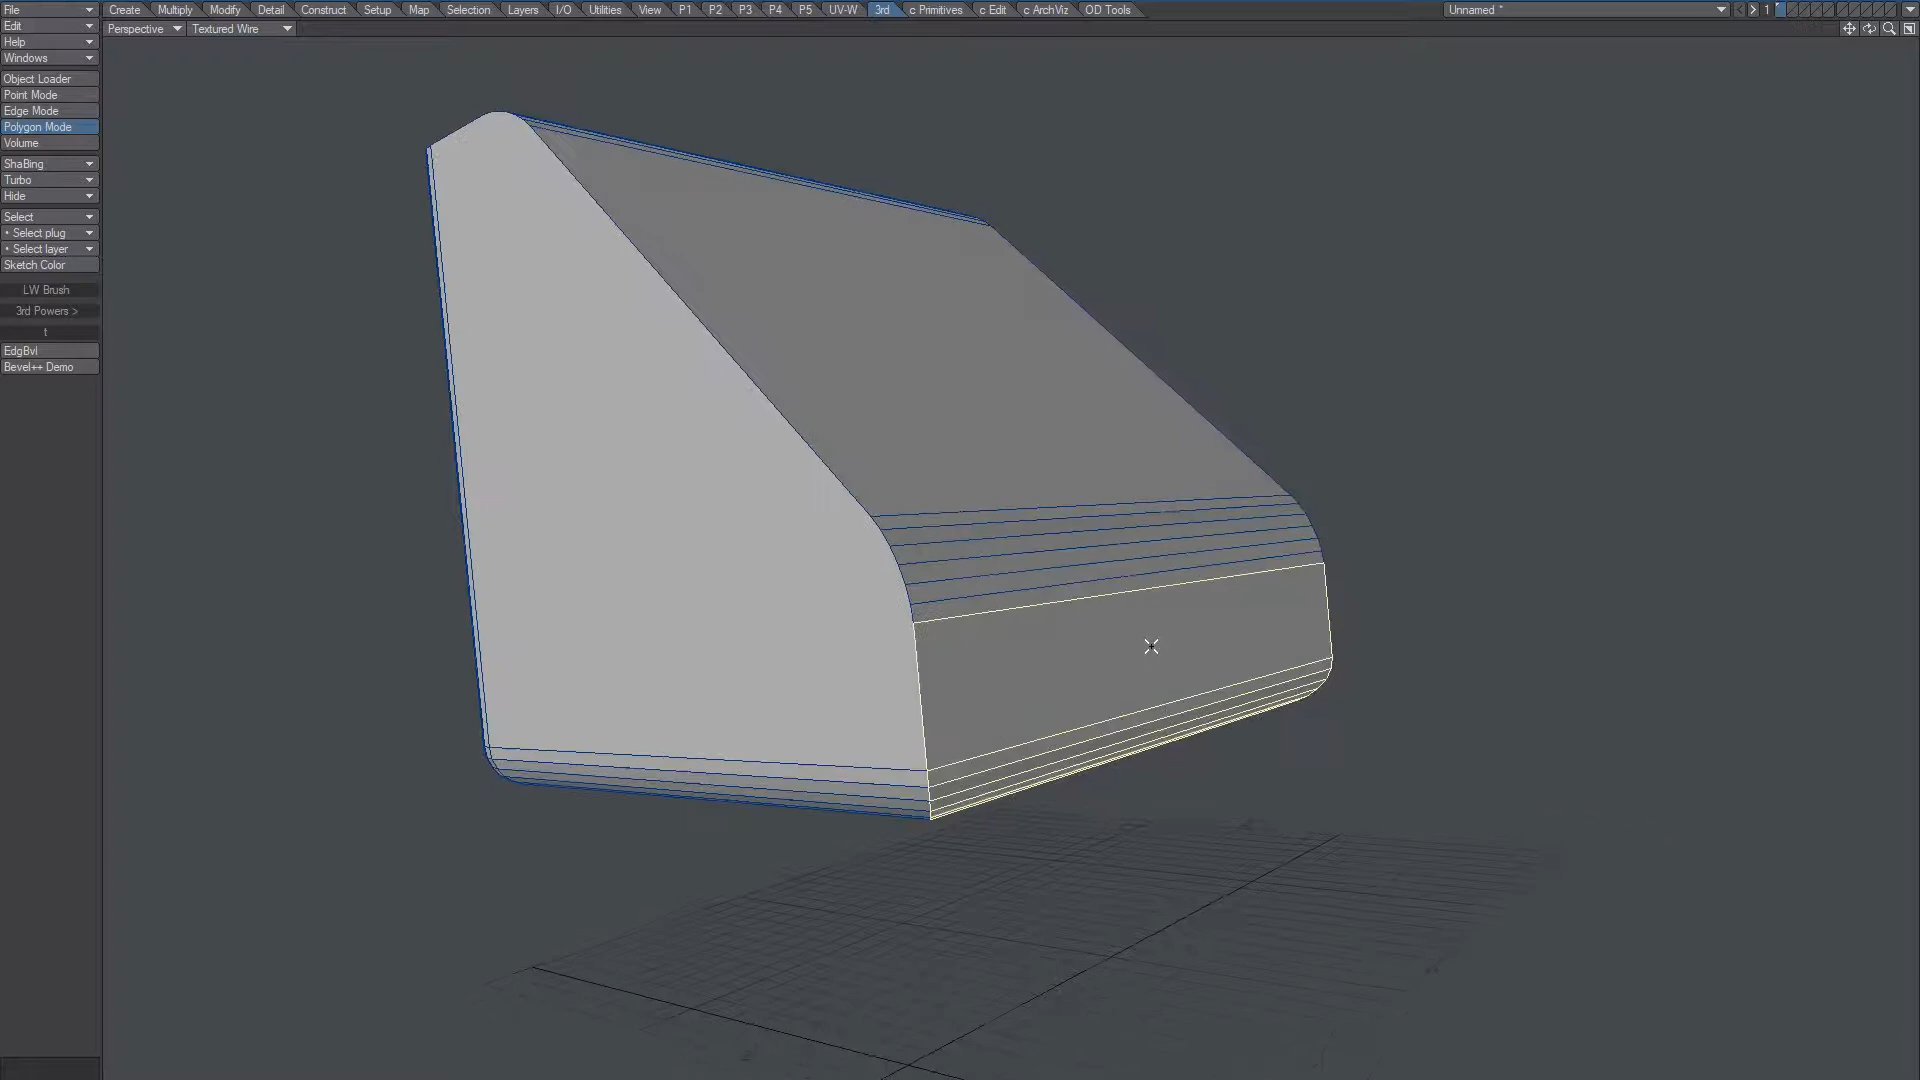 File Create Multiply Modify Detail Construct Setup Map Selection Layers I/O Utilities View P1 P2 P3 P4 P5 UV-W 3rd c Primitives c Edit c ArchViz OD Tools Unnamed * < > 1
Edit
Perspective Textured Wire
Help
Windows
Object Loader
Point Mode
Edge Mode
Polygon Mode
Volume
ShaBing
Turbo
Hide
Select
• Select plug
• Select layer
Sketch Color
LW Brush
3rd Powers >
t
EdgBvl
Bevel++ Demo